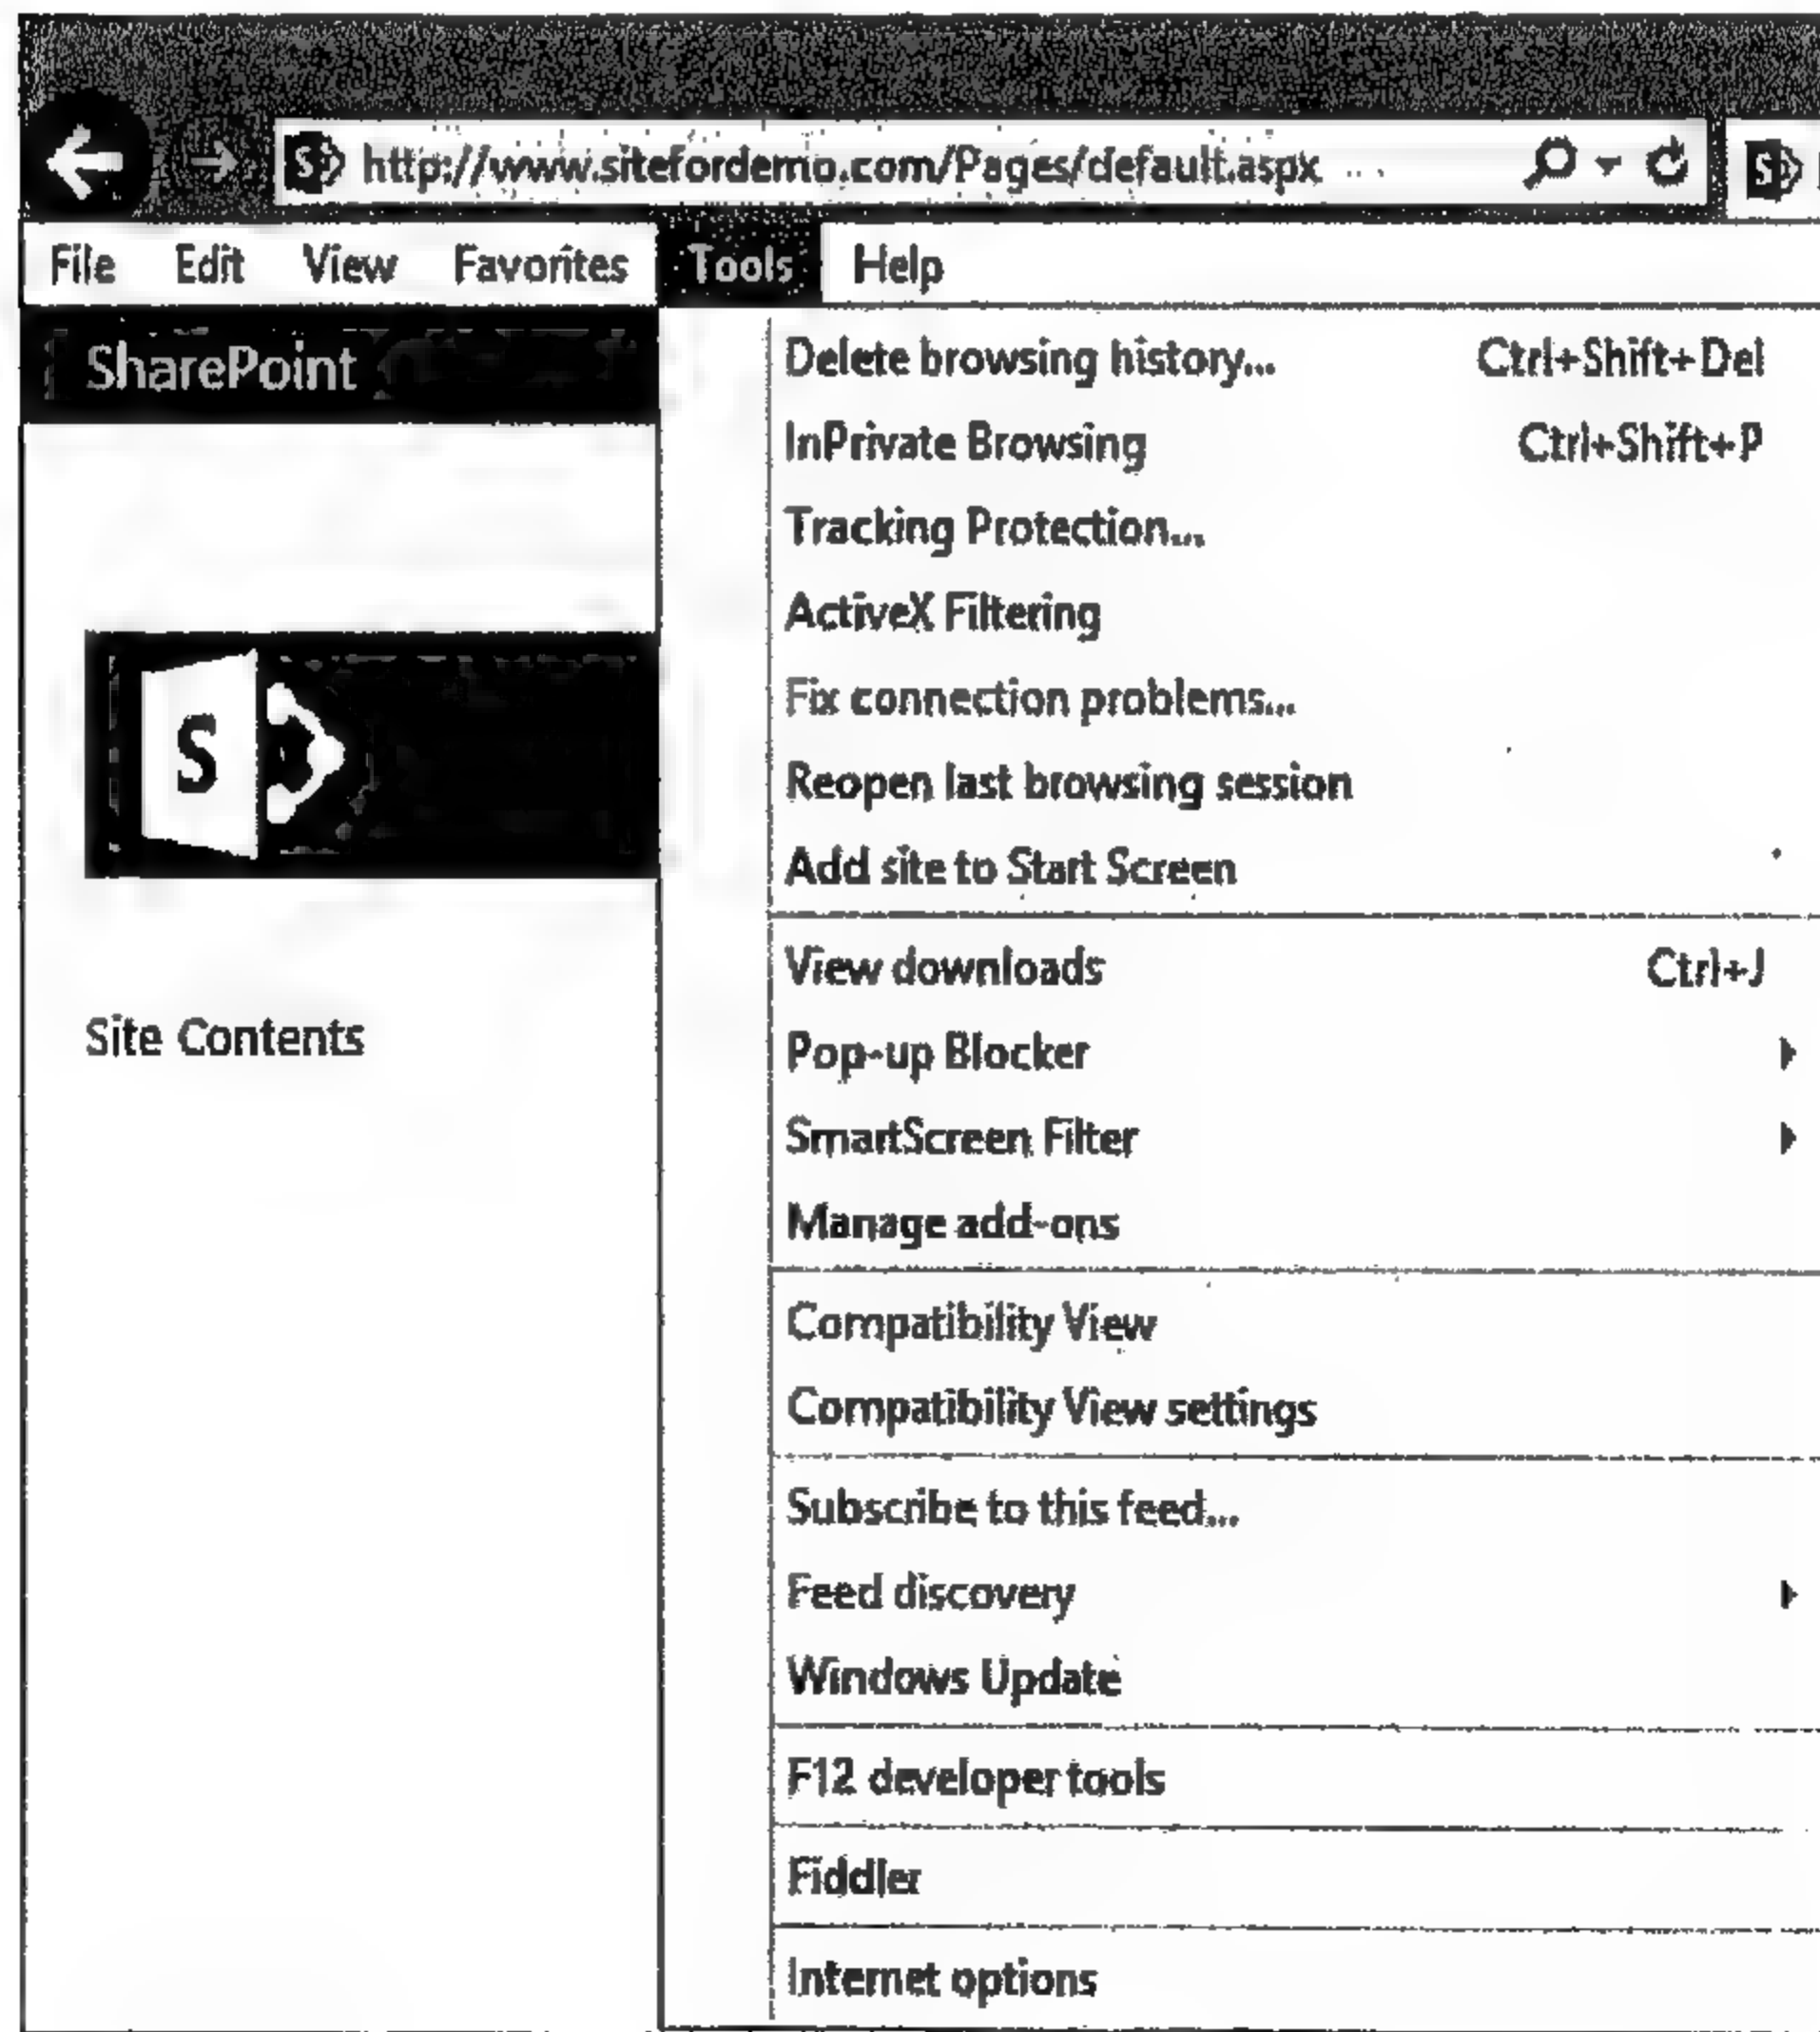 http://www.sitefordemo.com/Pages/default.aspx
File Edit View Favorites Tools Help
SharePoint
Delete browsing history... Ctrl+Shift+Del
InPrivate Browsing Ctrl+Shift+P
Tracking Protection...
ActiveX Filtering
Fix connection problems...
Reopen last browsing session
Add site to Start Screen
View downloads Ctrl+J
Site Contents
Pop-up Blocker
SmartScreen Filter
Manage add-ons
Compatibility View
Compatibility View settings
Subscribe to this feed...
Feed discovery
Windows Update
F12 developer tools
Fiddler
Internet options